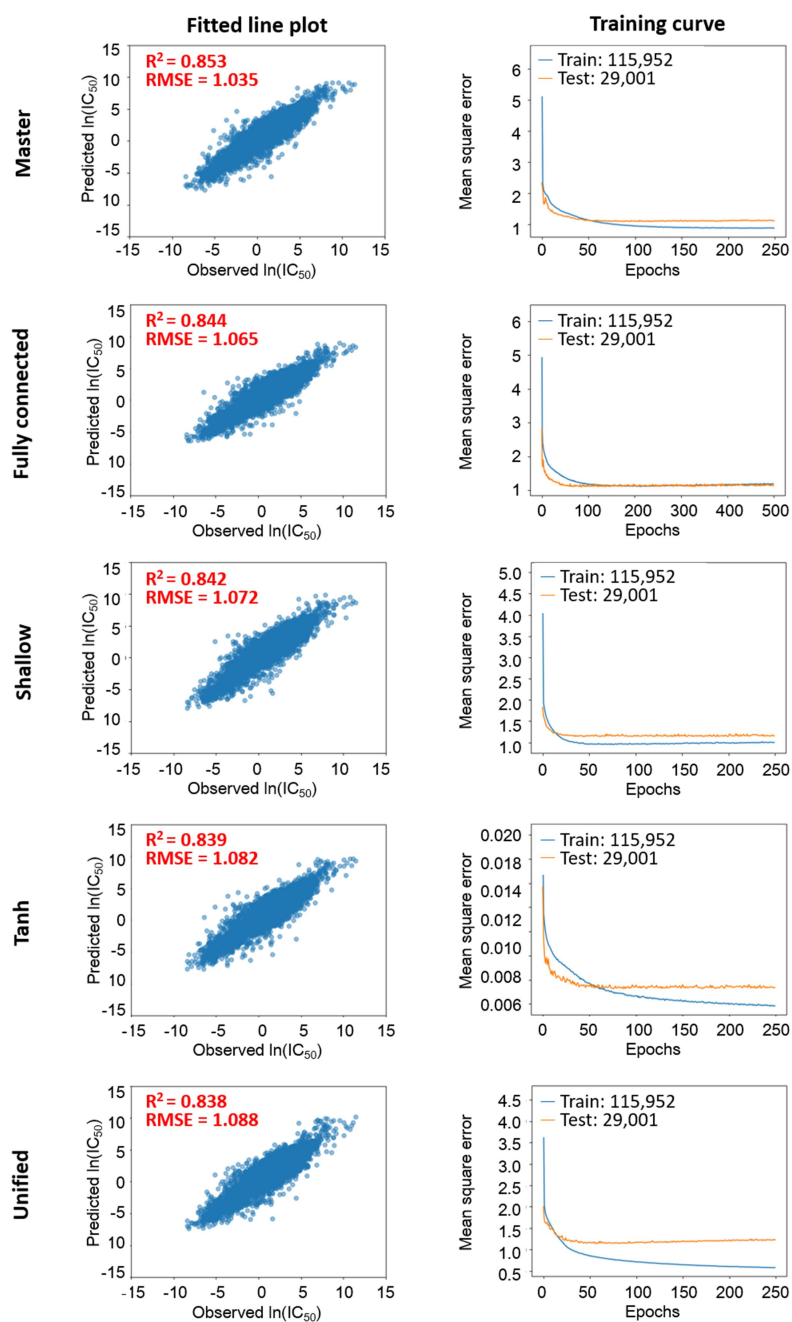 Fitted line plot
Training curve
Master
R² = 0.853
RMSE = 1.035
Predicted ln(IC₅₀)
15
10
5
0
-5
10
-15
-15 -10 -5 0 5 10 15
Observed ln(IC₅₀)
Train: 115,952
Test: 29,001
Mean square error
6
5
4
3
2
1
0 50 100 150 200 250
Epochs
Fully connected
R² = 0.844
RMSE = 1.065
Predicted ln(IC₅₀)
15
10
5
0
-5
10
-15
-15 -10 -5 0 5 10 15
Observed ln(IC₅₀)
Train: 115,952
Test: 29,001
Mean square error
6
5
4
3
2
1
0 100 200 300 400 500
Epochs
Shallow
R² = 0.842
RMSE = 1.072
Predicted ln(IC₅₀)
15
10
5
0
-5
10
-15
-15 -10 -5 0 5 10 15
Observed ln(IC₅₀)
Train: 115,952
Test: 29,001
Mean square error
5.0
4.5
4.0
3.5
3.0
2.5
2.0
1.5
1.0
0 50 100 150 200 250
Epochs
Tanh
R² = 0.839
RMSE = 1.082
Predicted ln(IC₅₀)
15
10
5
0
-5
10
-15
-15 -10 -5 0 5 10 15
Observed ln(IC₅₀)
Train: 115,952
Test: 29,001
Mean square error
0.020
0.018
0.014
0.012
0.010
0.008
0.006
0 50 100 150 200 250
Epochs
Unified
R² = 0.838
RMSE = 1.088
Predicted ln(IC₅₀)
15
10
5
0
-5
10
-15
-15 -10 -5 0 5 10 15
Observed ln(IC₅₀)
Train: 115,952
Test: 29,001
Mean square error
4.5
4.0
3.5
3.0
2.5
2.0
1.5
1.0
0.5
0 50 100 150 200 250
Epochs